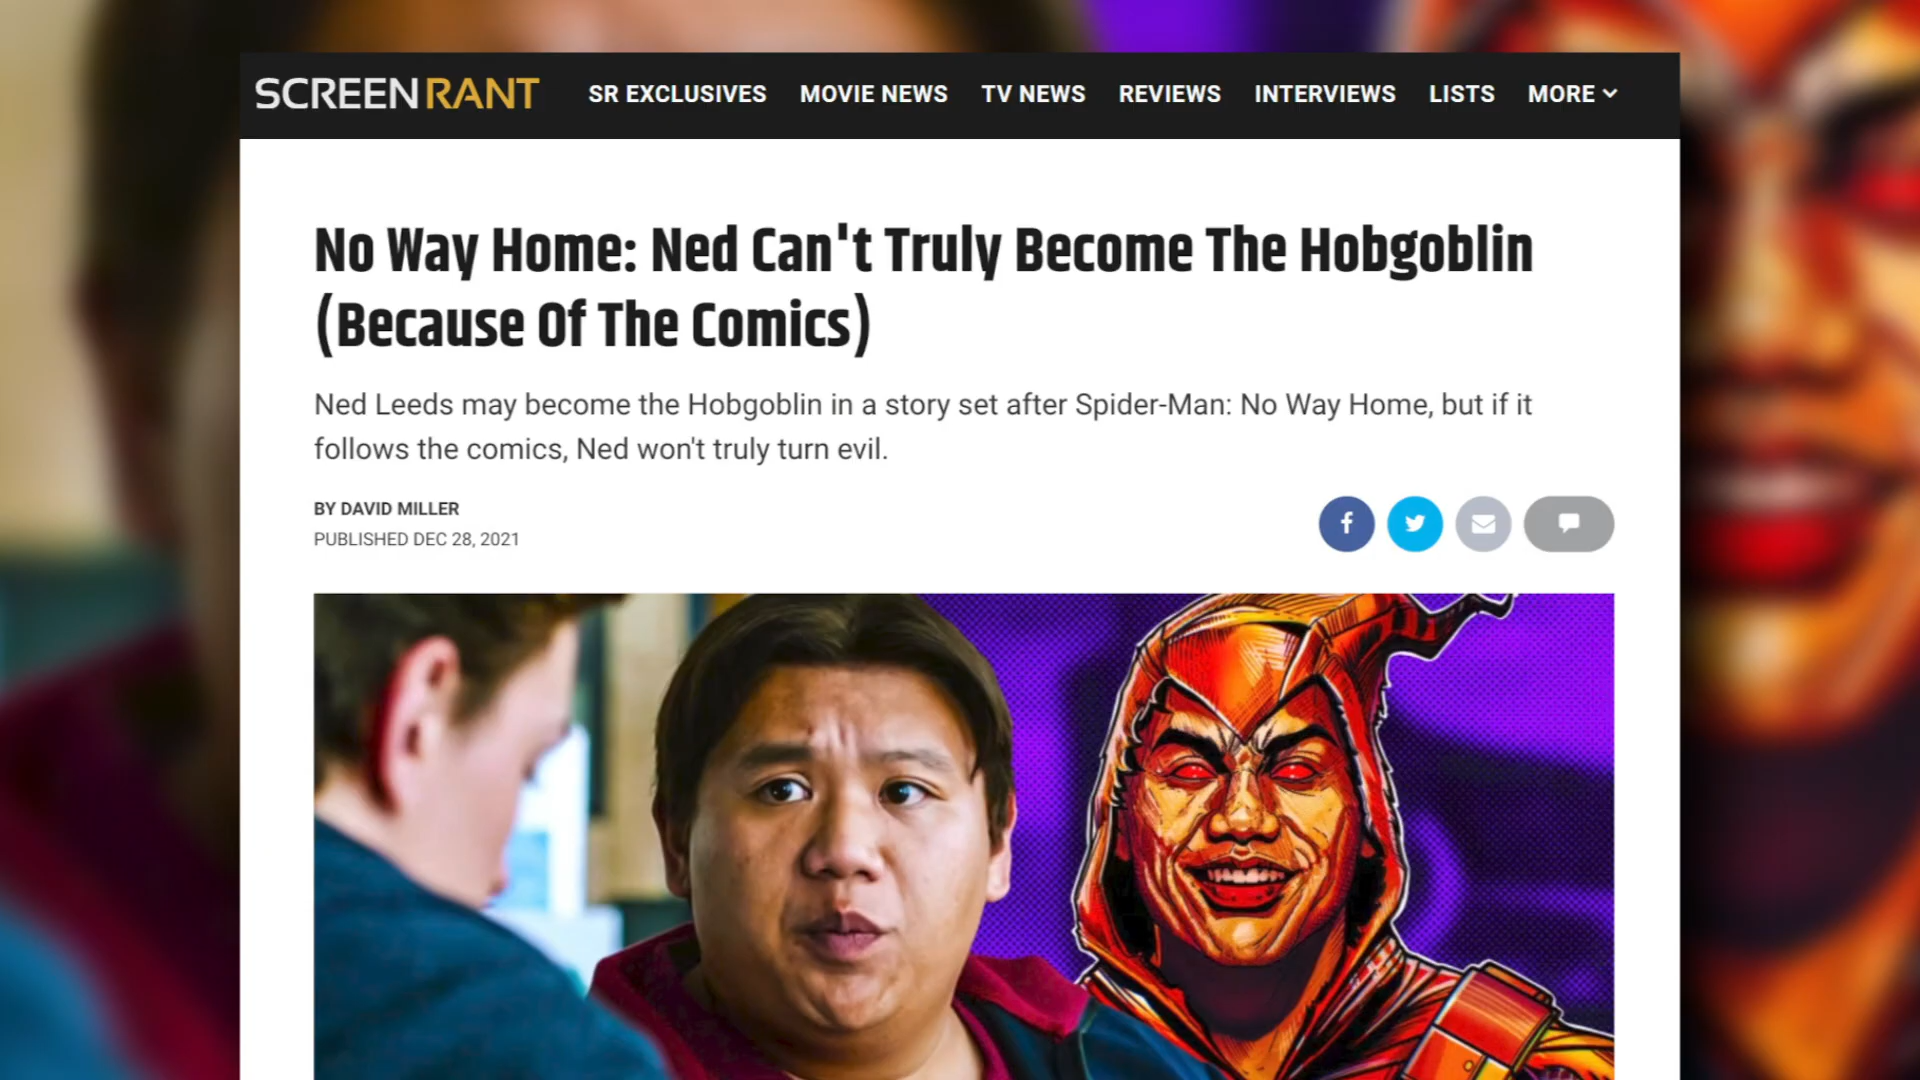 SCREENRANT SR EXCLUSIVES MOVIE NEWS TV NEWS REVIEWS INTERVIEWS LISTS MORE
No Way Home: Ned Can't Truly Become The Hobgoblin
(Because Of The Comics)
Ned Leeds may become the Hobgoblin in a story set after Spider-Man: No Way Home, but if it
follows the comics, Ned won't truly turn evil.
BY DAVID MILLER
PUBLISHED DEC 28, 2021